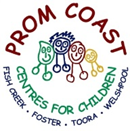 PROM COAST
CENTRES FOR CHILDREN
FISH CREEK • FOSTER • TOORA • WELSHPOOL